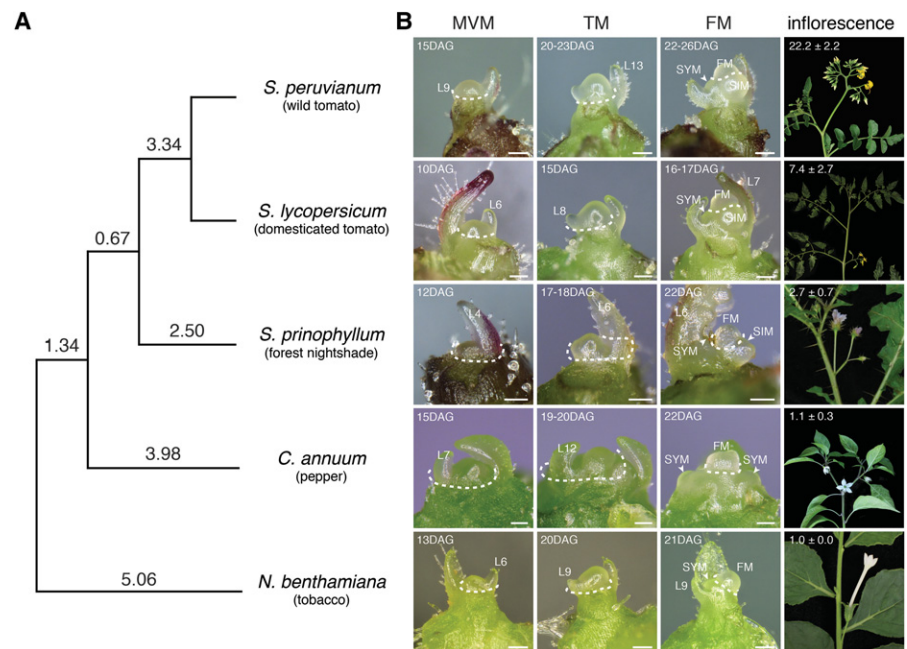 A
3.34
0.67
1.34
2.50
3.98
5.06
S. peruvianum
(wild tomato)
S. lycopersicum
(domesticated tomato)
S. prinophyllum
(forest nightshade)
C. annuum
(pepper)
N. benthamiana
(tobacco)
B
MVM TM FM inflorescence
15DAG
L9
20-23DAG
L13
22-26DAG
SYM FM
SIM
22.2 ± 2.2
10DAG
L6
15DAG
L8
16-17DAG
L7
SYM FM
SIM
7.4 ± 2.7
12DAG
L4
17-18DAG
L6
22DAG
L6
FM
SYM SIM
2.7 ± 0.7
15DAG
L7
19-20DAG
L12
22DAG
FM
SYM SYM
1.1 ± 0.3
13DAG
L6
20DAG
L9
21DAG
SYM FM
L9
1.0 ± 0.0